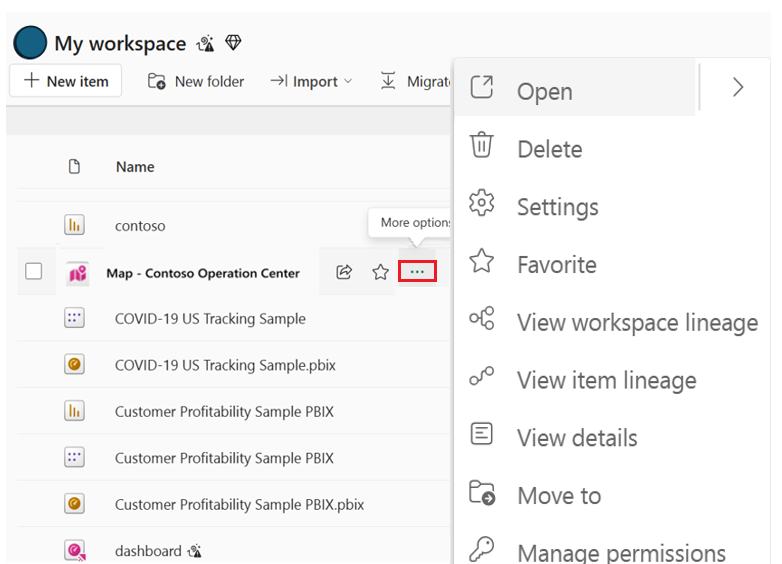 My workspace
New item
New folder
Import
Migrat
Name
contoso
More options
Map - Contoso Operation Center
COVID-19 US Tracking Sample
COVID-19 US Tracking Sample.pbix
Customer Profitability Sample PBIX
Customer Profitability Sample PBIX
Customer Profitability Sample PBIX.pbix
dashboard
Open
Delete
Settings
Favorite
View workspace lineage
View item lineage
View details
Move to
Manage permissions